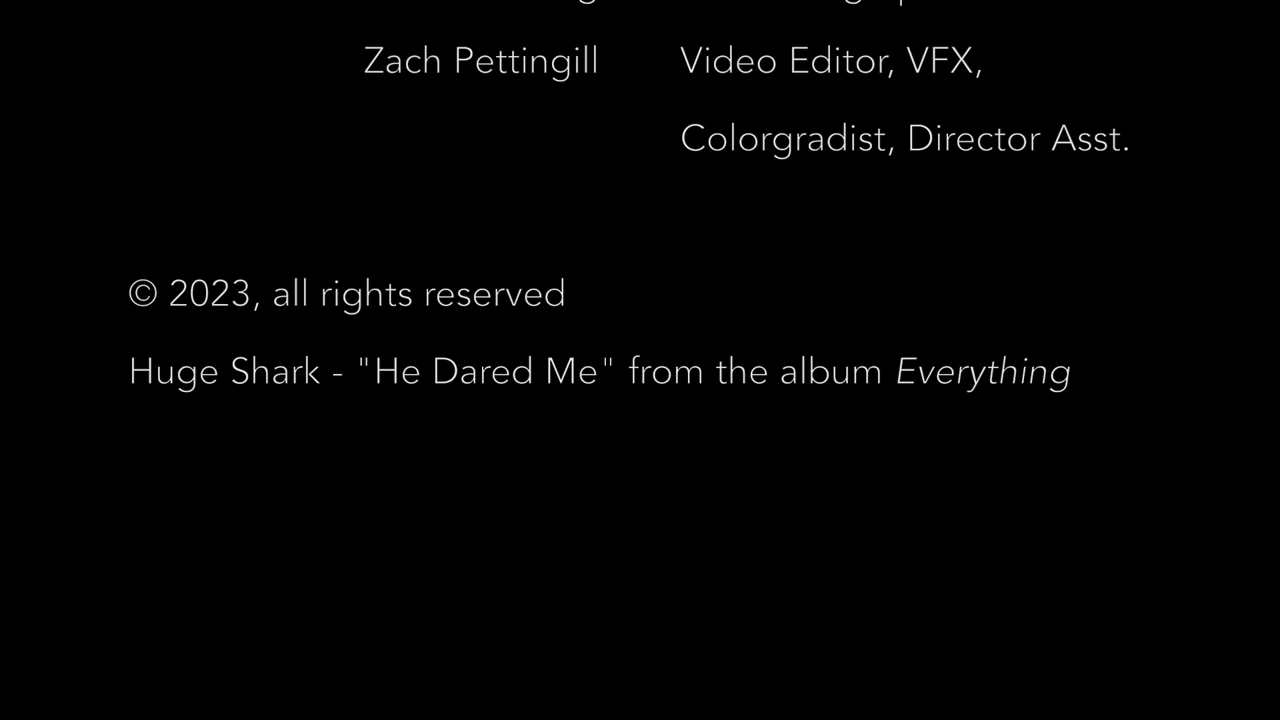 Zach Pettingill Video Editor, VFX,
Colorgradist, Director Asst.
© 2023, all rights reserved
Huge Shark - "He Dared Me" from the album Everything